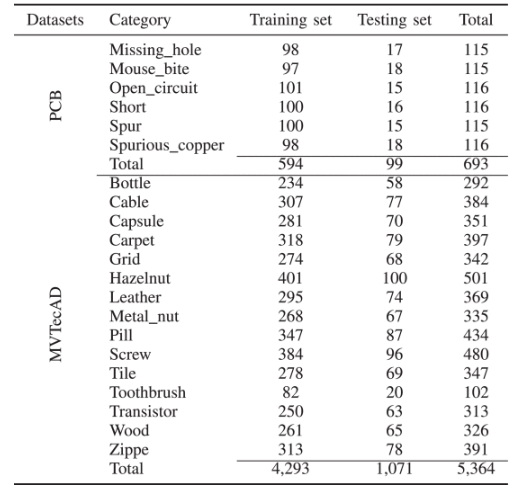 Datasets Category Training set Testing set Total
Missing_hole 98 17 115
Mouse_bite 97 18 115
Open_circuit 101 15 116
PCB Short 100 16 116
Spur 100 15 115
Spurious_copper 98 18 116
Total 594 99 693
Bottle 234 58 292
Cable 307 77 384
Capsule 281 70 351
Carpet 318 79 397
Grid 274 68 342
Hazelnut 401 100 501
Leather 295 74 369
MVTecAD Metal_nut 268 67 335
Pill 347 87 434
Screw 384 96 480
Tile 278 69 347
Toothbrush 82 20 102
Transistor 250 63 313
Wood 261 65 326
Zippe 313 78 391
Total 4,293 1,071 5,364